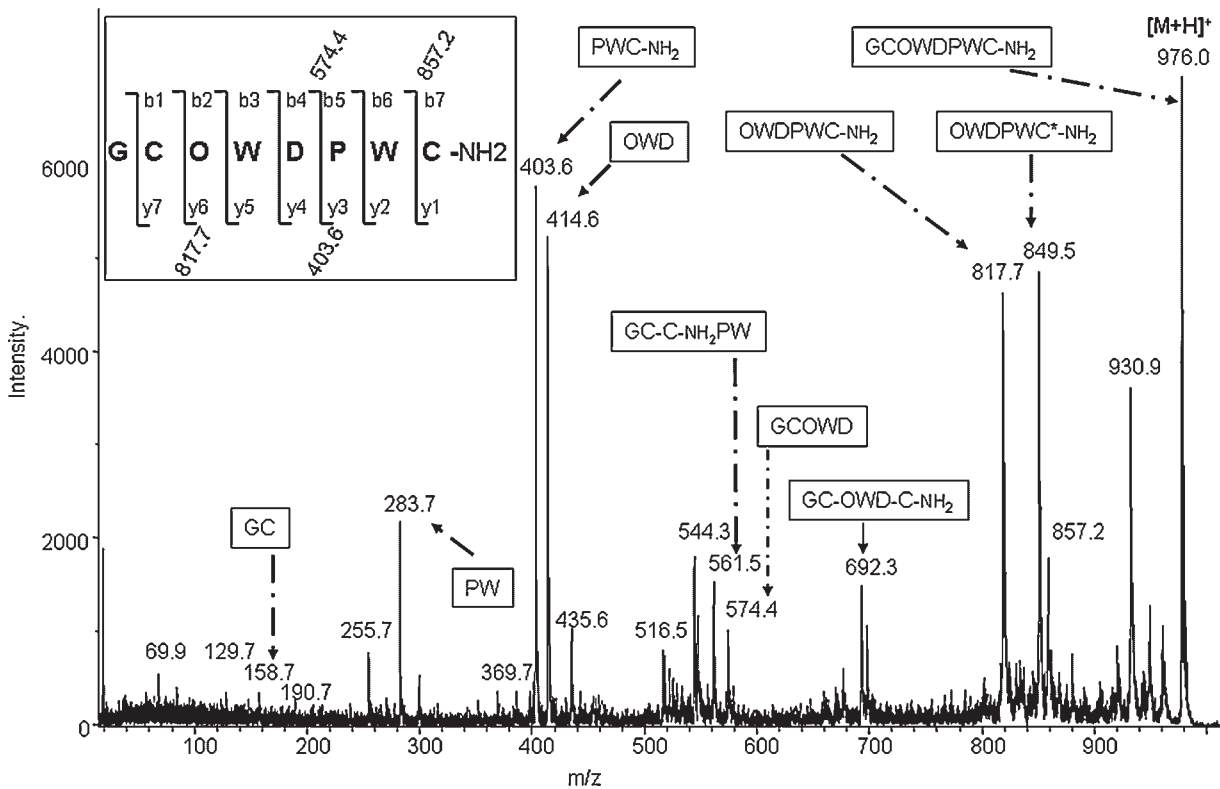 [M+H]+
976.0
PWC-NH2
GCOWDPWC-NH2
OWD
OWDPWC-NH2
OWDPWC*-NH2
574.4
857.2
b1 b2 b3 b4 b5 b6 b7
G C O W D P W C -NH2
y7 y6 y5 y4 y3 y2 y1
817.7
403.6
403.6
414.6
817.7
849.5
GC-C-NH2PW
930.9
GCOWD
GC-OWD-C-NH2
GC
283.7
PW
544.3
561.5
574.4
692.3
857.2
69.9
129.7
158.7
190.7
255.7
369.7
435.6
516.5
Intensity.
6000
4000
2000
0
100 200 300 400 500 600 700 800 900
m/z